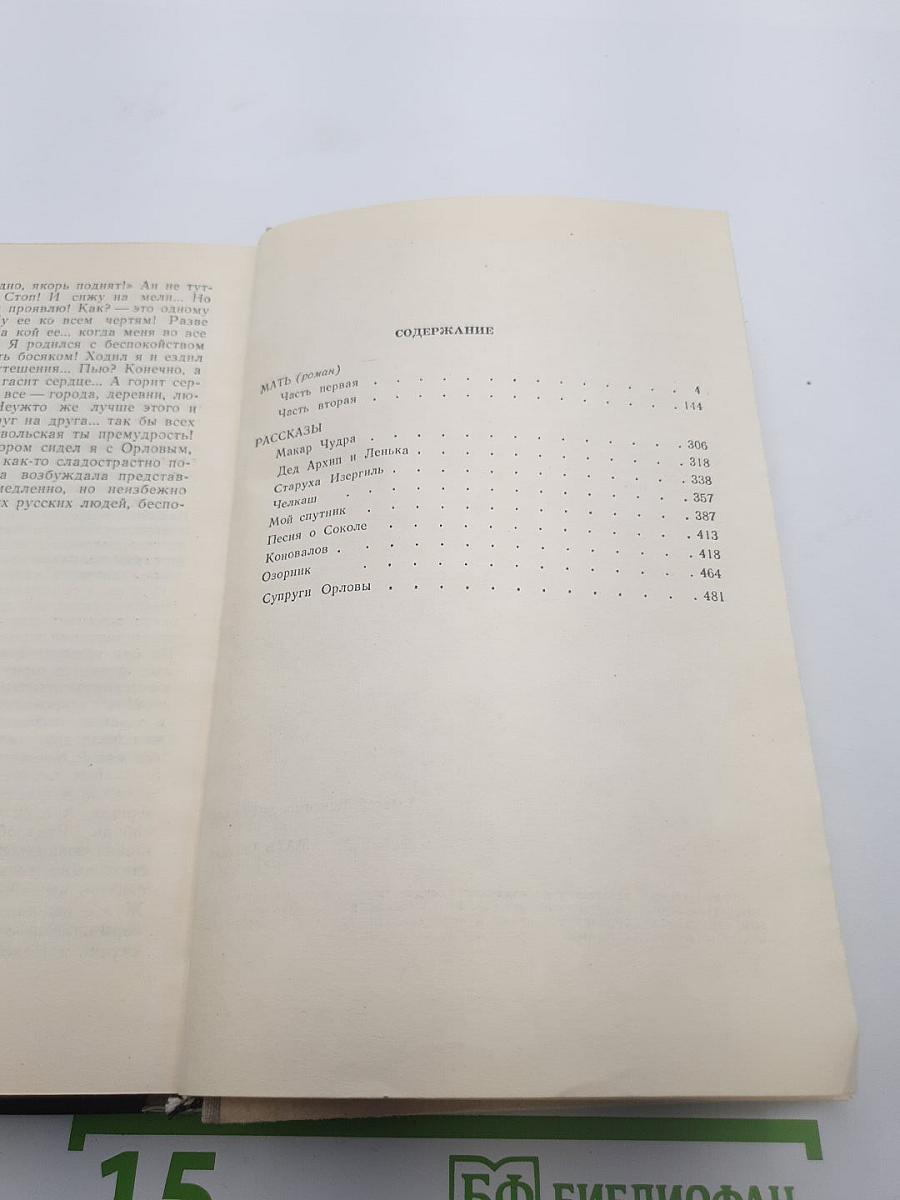 дно, якорь поднят!» Ан не тут-
Стоп! И сижу на мели... Но
проявлю! Как? — это одному
у ее ко всем чертям! Разве
а кой ее... когда меня во все
Я родился с беспокойством
ть босяком! Ходил я и ездил
утешения... Пью? Конечно, а
гасит сердце... А горит сер-
все — города, деревни, лю-
Неужто же лучше этого и
руг на друга... так бы всех
вольская ты премудрость!
ором сидел я с Орловым,
как-то сладострастно по-
а возбуждала представ-
медленно, но неизбежно
х русских людей, беспо-
СОДЕРЖАНИЕ
МАТЬ (роман)
Часть первая . . . . . . . . . . . . 4
Часть вторая . . . . . . . . . . . . 144
РАССКАЗЫ
Макар Чудра . . . . . . . . . . . . 306
Дед Архип и Ленька . . . . . . . . . . 318
Старуха Изергиль . . . . . . . . . . . 338
Челкаш . . . . . . . . . . . . 357
Мой спутник . . . . . . . . . . . . 387
Песня о Соколе . . . . . . . . . . . . 413
Коновалов . . . . . . . . . . . . 418
Озорник . . . . . . . . . . . . 464
Супруги Орловы . . . . . . . . . . . . 481
15
БФ БИБЛИОФАН